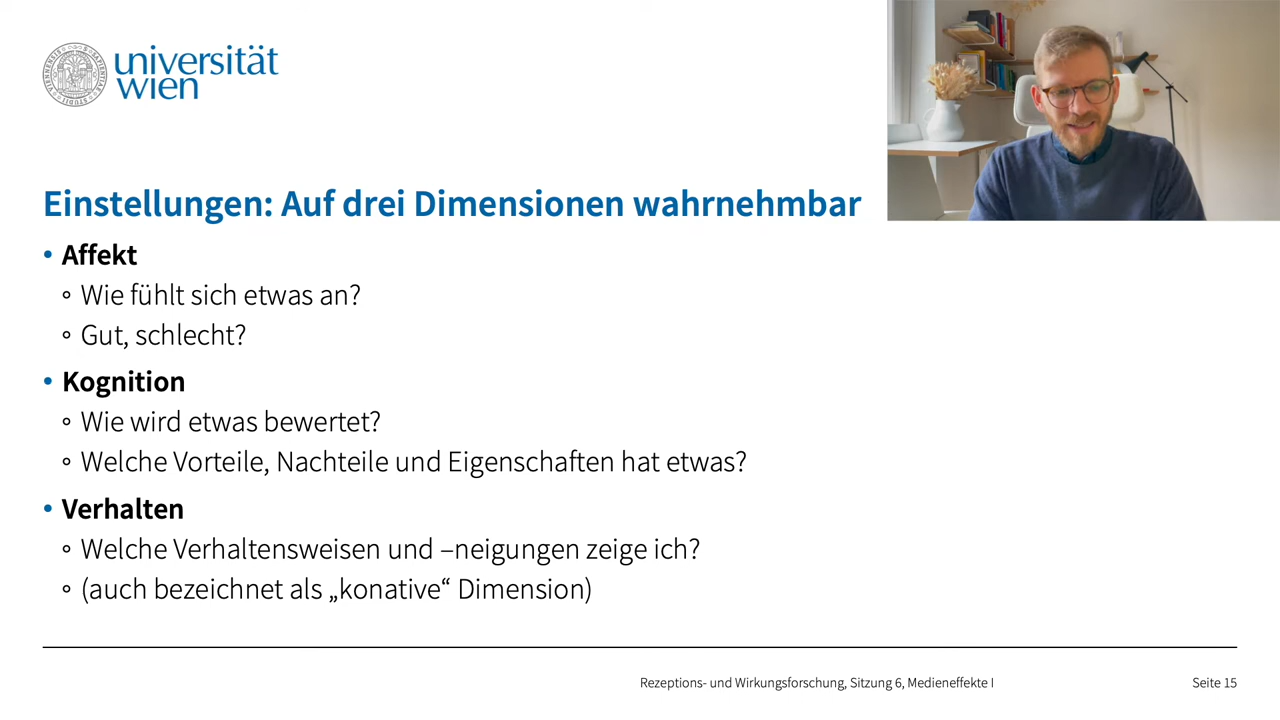 universität
wien
Einstellungen: Auf drei Dimensionen wahrnehmbar
• Affekt
◦ Wie fühlt sich etwas an?
◦ Gut, schlecht?
• Kognition
◦ Wie wird etwas bewertet?
◦ Welche Vorteile, Nachteile und Eigenschaften hat etwas?
• Verhalten
◦ Welche Verhaltensweisen und –neigungen zeige ich?
◦ (auch bezeichnet als „konative“ Dimension)
Rezeptions- und Wirkungsforschung, Sitzung 6, Medieneffekte I
Seite 15